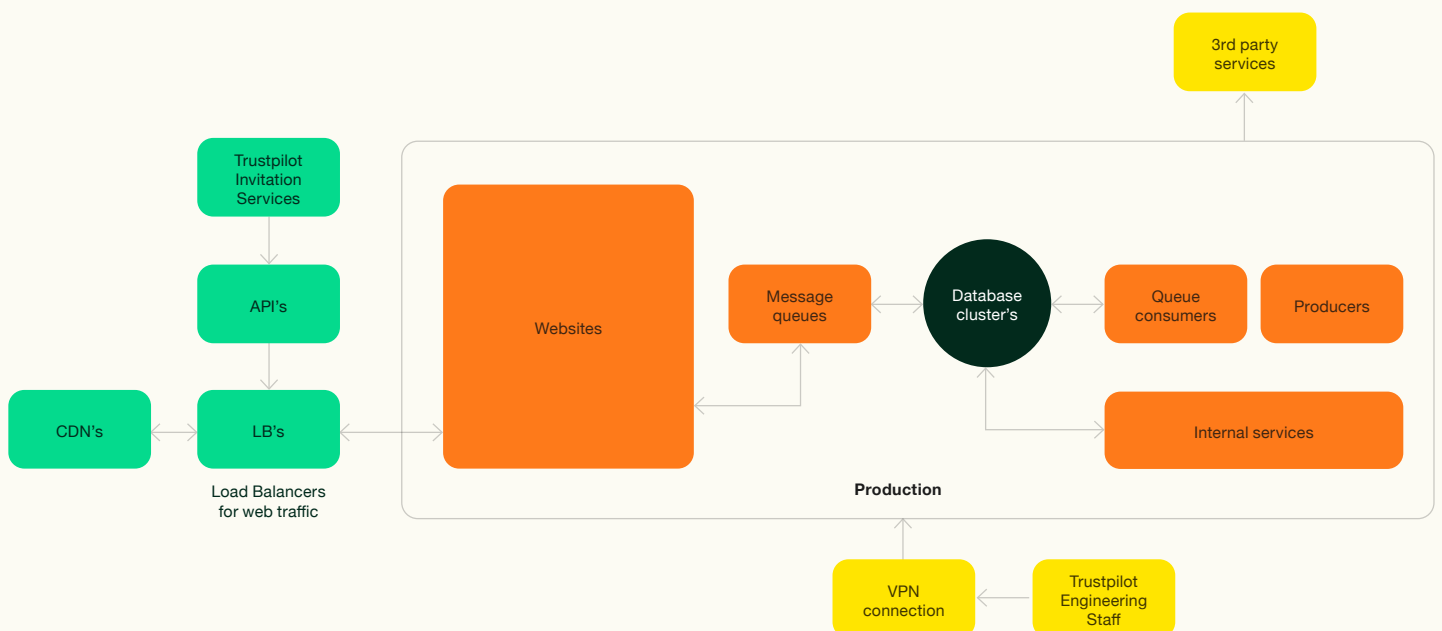 3rd party
services
Trustpilot
Invitation
Services
API's
CDN's
LB's
Load Balancers
for web traffic
Websites
Message
queues
Database
cluster's
Queue
consumers
Producers
Internal services
Production
VPN
connection
Trustpilot
Engineering
Staff